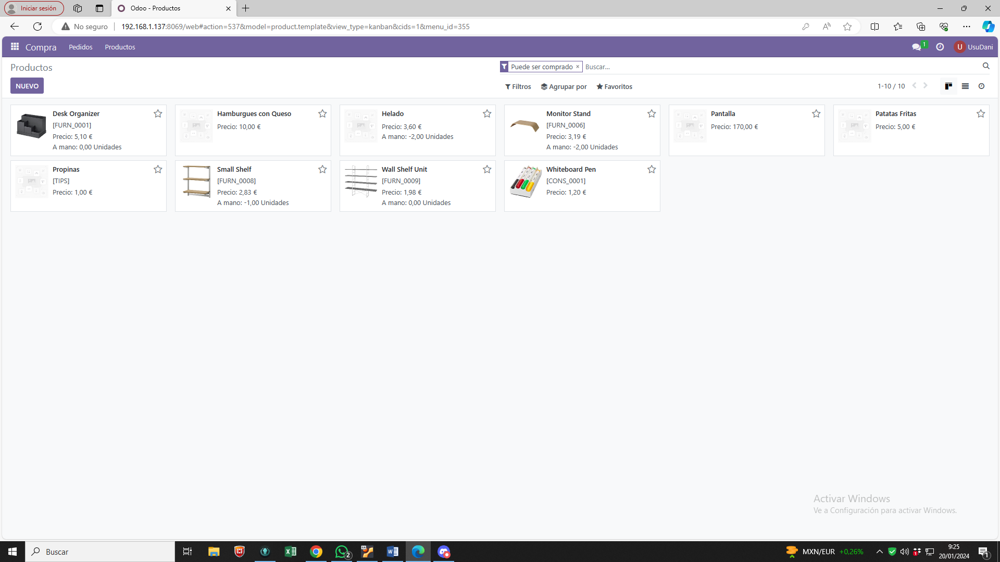 Iniciar sesión
Odoo - Productos
No seguro
192.168.1.137:8069/web#action=537&model=product.template&view_type=kanban&cids=1&menu_id=355
Compra
Pedidos
Productos
1
U
UsuDani
Productos
Puede ser comprado ×
Buscar...
NUEVO
Filtros
Agrupar por
Favoritos
1-10 / 10
Desk Organizer
[FURN_0001]
Precio: 5,10 €
A mano: 0,00 Unidades
Hamburgues con Queso
Precio: 10,00 €
Helado
Precio: 3,60 €
A mano: -2,00 Unidades
Monitor Stand
[FURN_0006]
Precio: 3,19 €
A mano: -2,00 Unidades
Pantalla
Precio: 170,00 €
Patatas Fritas
Precio: 5,00 €
Propinas
[TIPS]
Precio: 1,00 €
Small Shelf
[FURN_0008]
Precio: 2,83 €
A mano: -1,00 Unidades
Wall Shelf Unit
[FURN_0009]
Precio: 1,98 €
A mano: 0,00 Unidades
Whiteboard Pen
[CONS_0001]
Precio: 1,20 €
Activar Windows
Ve a Configuración para activar Windows.
Buscar
2
MXN/EUR +0,26%
9:25
20/01/2024
1